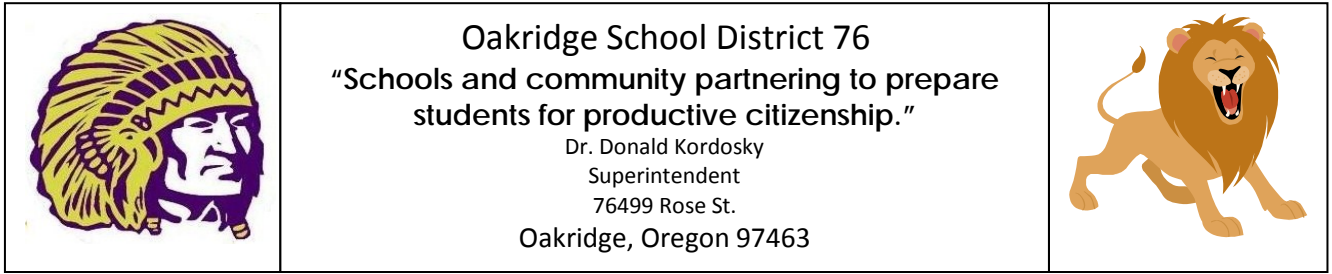 Oakridge School District 76
“Schools and community partnering to prepare
students for productive citizenship.”
Dr. Donald Kordosky
Superintendent
76499 Rose St.
Oakridge, Oregon 97463